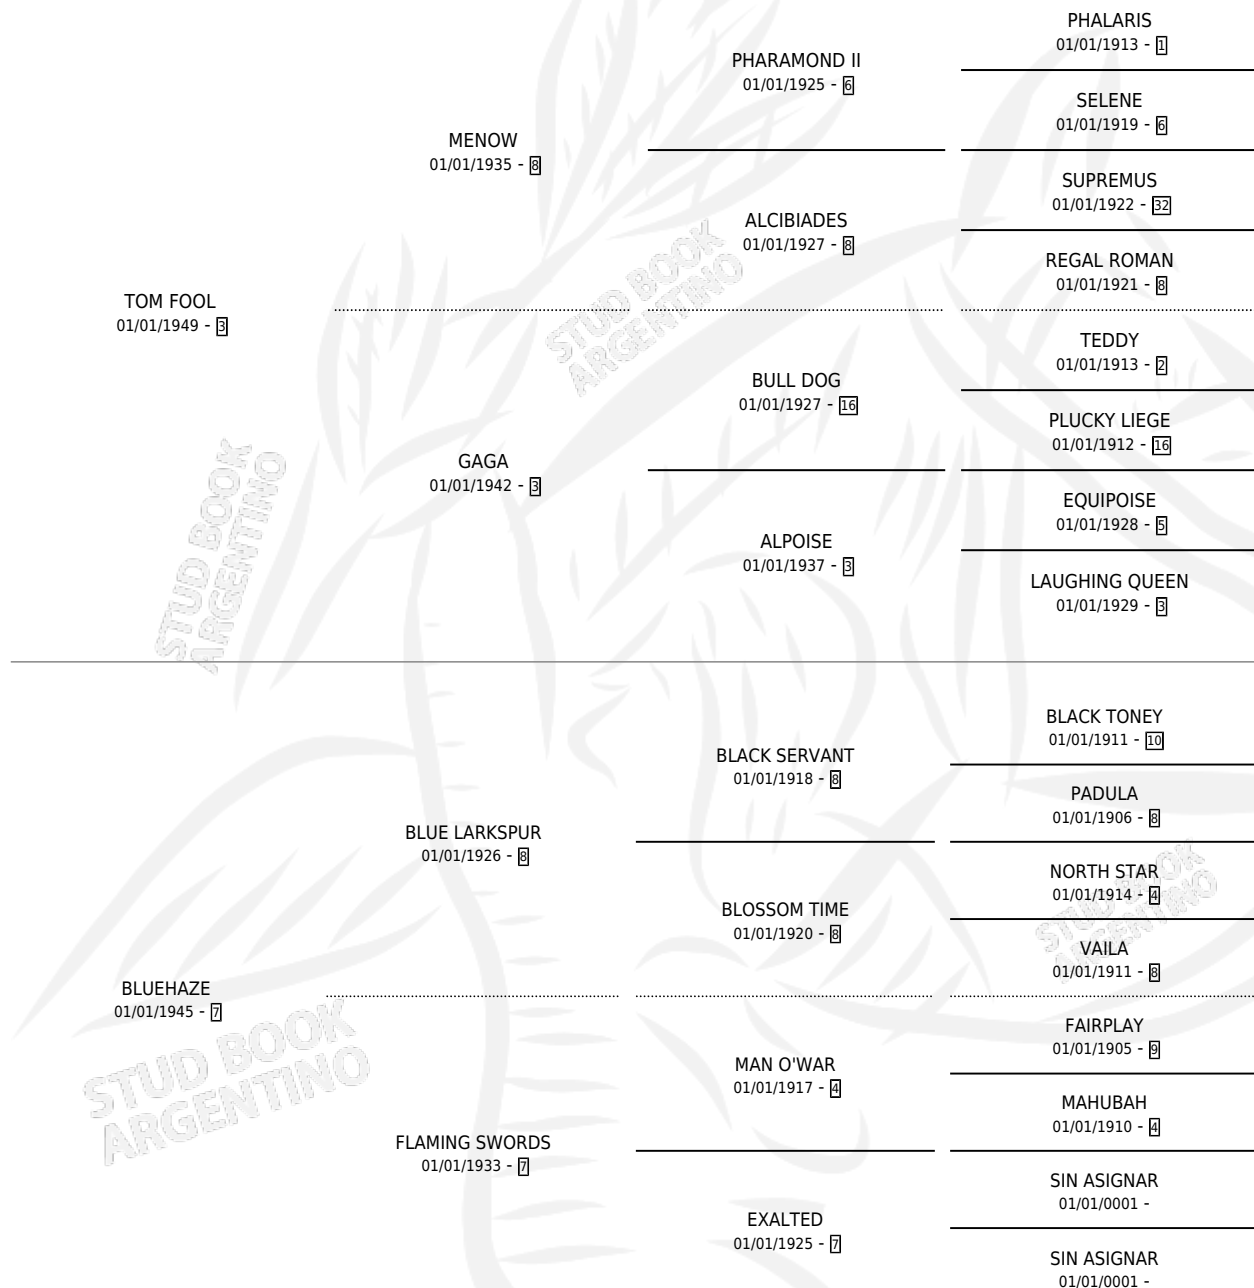 PHALARIS
01/01/1913 - 1
PHARAMOND II
01/01/1925 - 6
SELENE
01/01/1919 - 6
MENOW
01/01/1935 - 8
SUPREMUS
01/01/1922 - 32
ALCIBIADES
01/01/1927 - 8
REGAL ROMAN
01/01/1921 - 8
TOM FOOL
01/01/1949 - 3
TEDDY
01/01/1913 - 2
BULL DOG
01/01/1927 - 16
PLUCKY LIEGE
01/01/1912 - 16
GAGA
01/01/1942 - 3
EQUIPOISE
01/01/1928 - 5
ALPOISE
01/01/1937 - 3
LAUGHING QUEEN
01/01/1929 - 3
BLACK TONEY
01/01/1911 - 10
BLACK SERVANT
01/01/1918 - 8
PADULA
01/01/1906 - 8
BLUE LARKSPUR
01/01/1926 - 8
NORTH STAR
01/01/1914 - 4
BLOSSOM TIME
01/01/1920 - 8
VAILA
01/01/1911 - 8
BLUEHAZE
01/01/1945 - 7
FAIRPLAY
01/01/1905 - 9
MAN O'WAR
01/01/1917 - 4
MAHUBAH
01/01/1910 - 4
FLAMING SWORDS
01/01/1933 - 7
SIN ASIGNAR
01/01/0001 -
EXALTED
01/01/1925 - 7
SIN ASIGNAR
01/01/0001 -
STUD BOOK
ARGENTINO
STUD BOOK
ARGENTINO
STUD BOOK
ARGENTINO
STUD BOOK
ARGENTINO